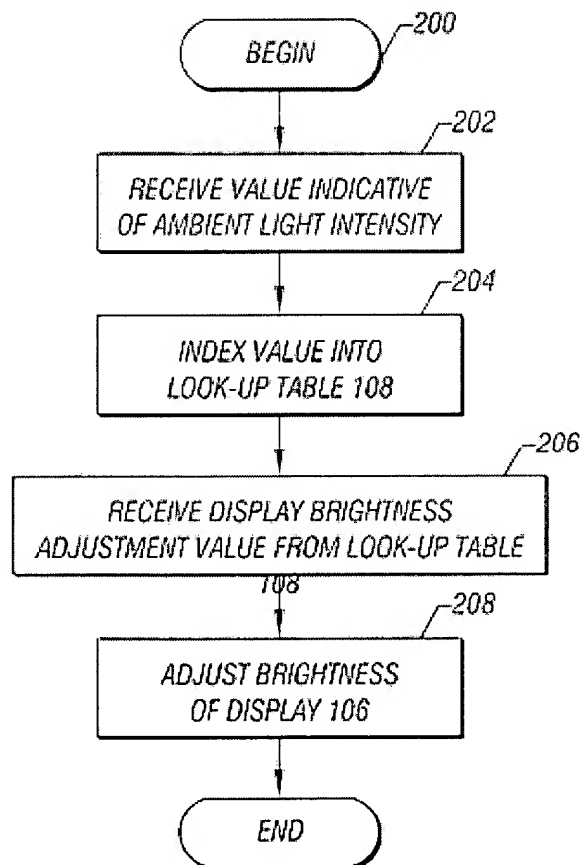 BEGIN
200
202
RECEIVE VALUE INDICATIVE
OF AMBIENT LIGHT INTENSITY
204
INDEX VALUE INTO
LOOK-UP TABLE 108
206
RECEIVE DISPLAY BRIGHTNESS
ADJUSTMENT VALUE FROM LOOK-UP TABLE
108
208
ADJUST BRIGHTNESS
OF DISPLAY 106
END